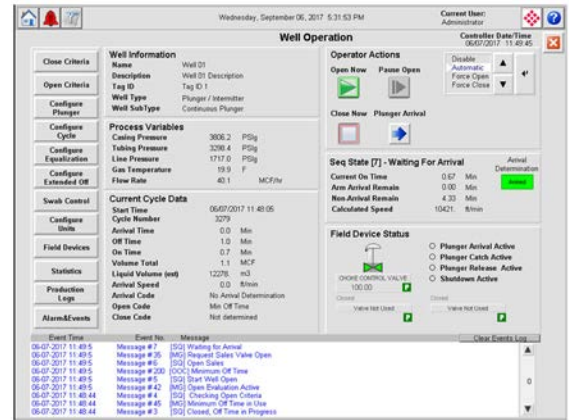 Wednesday, September 06, 2017 5:31:53 PM
Current User:
Administrator
Well Operation
Controller Date/Time
06/07/2017 11:49:45
Close Criteria
Open Criteria
Configure Plunger
Configure Cycle
Configure Equalization
Configure Extended Off
Swab Control
Configure Units
Field Devices
Statistics
Production Logs
Alarm&Events
Well Information
Name Well 01
Description Well 01 Description
Tag ID Tag ID 1
Well Type Plunger / Intermitter
Well SubType Continuous Plunger
Process Variables
Casing Pressure 3806.2 PSIg
Tubing Pressure 3298.4 PSIg
Line Pressure 1717.0 PSIg
Gas Temperature 19.9 F
Flow Rate 40.1 MCF/hr
Current Cycle Data
Start Time 06/07/2017 11:48:05
Cycle Number 3279
Arrival Time 0.0 Min
Off Time 1.0 Min
On Time 0.7 Min
Volume Total 1.1 MCF
Liquid Volume (est) 12278. m3
Arrival Speed 0.0 ft/min
Arrival Code No Arrival Determination
Open Code Min Off Time
Close Code Not determined
Operator Actions
Open Now Pause Open
Disable
Automatic
Force Open
Force Close
Close Now Plunger Arrival
Seq State [7] - Waiting For Arrival
Arrival Determination
Current On Time 0.67 Min
Arm Arrival Remain 0.00 Min
Non Arrival Remain 4.33 Min
Calculated Speed 10421. ft/min
Armed
Field Device Status
Plunger Arrival Active
Plunger Catch Active
Plunger Release Active
Shutdown Active
CHOKE CONTROL VALVE
100.00
Closed Closed
Valve Not Used Valve Not Used
Event Time Event No. Message Clear Events Log
06-07-2017 11:49:5 Message # 7 [SQ] Waiting for Arrival
06-07-2017 11:49:5 Message # 35 [MG] Request Sales Valve Open
06-07-2017 11:49:5 Message # 6 [SQ] Open Sales
06-07-2017 11:49:5 Message # 200 [OOC] Minimum Off Time
06-07-2017 11:49:5 Message # 5 [SQ] Start Well Open
06-07-2017 11:49:5 Message # 42 [MG] Open Evaluation Active
06-07-2017 11:48:44 Message # 4 [SQ] Checking Open Criteria
06-07-2017 11:48:44 Message # 45 [MG] Minimum Off Time in Use
06-07-2017 11:48:44 Message # 3 [SQ] Closed, Off Time in Progress
0